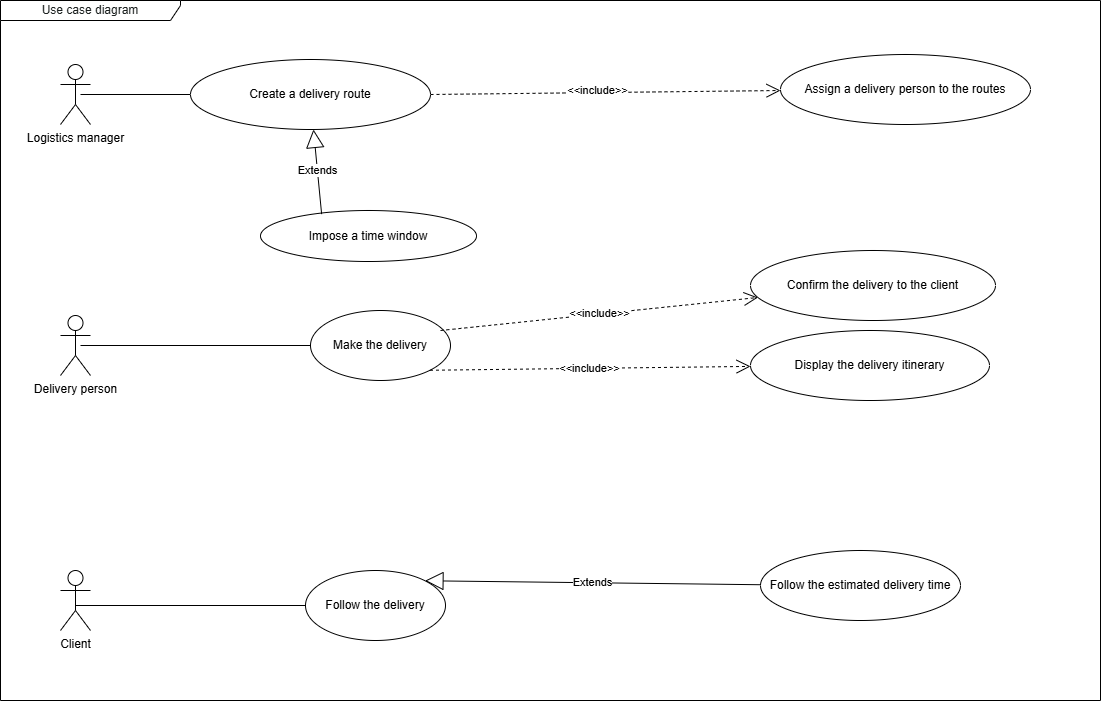 Use case diagram
Create a delivery route
<<include>>
Assign a delivery person to the routes
Logistics manager
Extends
Impose a time window
Confirm the delivery to the client
<<include>>
Make the delivery
Display the delivery itinerary
<<include>>
Delivery person
Extends
Follow the estimated delivery time
Follow the delivery
Client